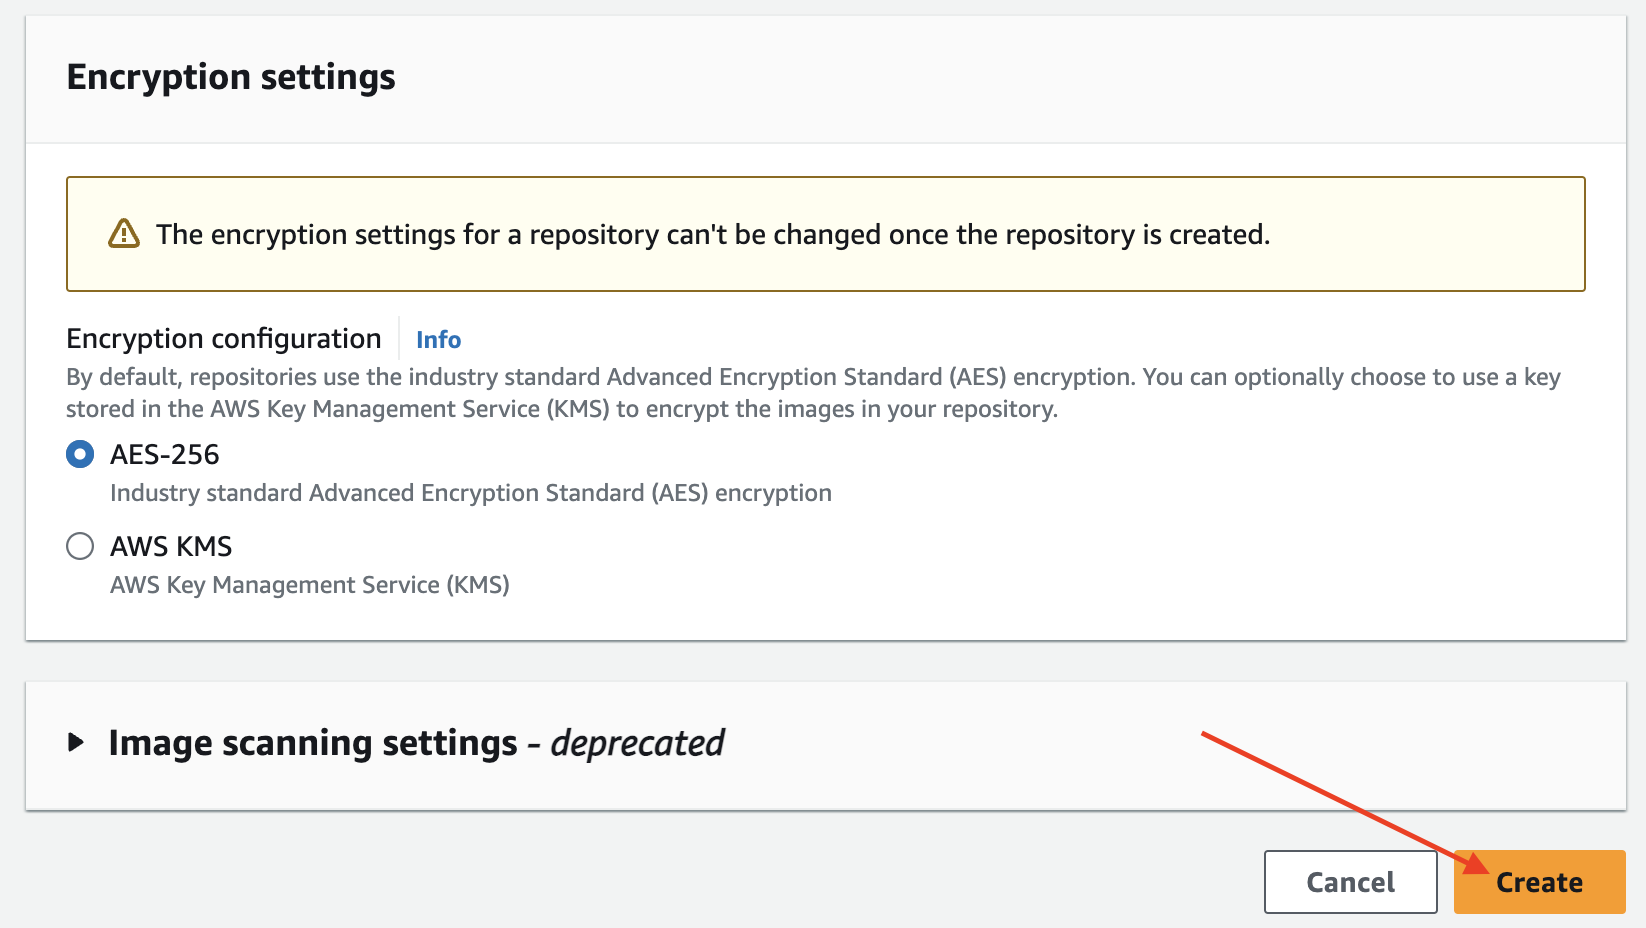 Encryption settings
The encryption settings for a repository can't be changed once the repository is created.
Encryption configuration Info
By default, repositories use the industry standard Advanced Encryption Standard (AES) encryption. You can optionally choose to use a key
stored in the AWS Key Management Service (KMS) to encrypt the images in your repository.
AES-256
Industry standard Advanced Encryption Standard (AES) encryption
AWS KMS
AWS Key Management Service (KMS)
Image scanning settings - deprecated
Cancel Create